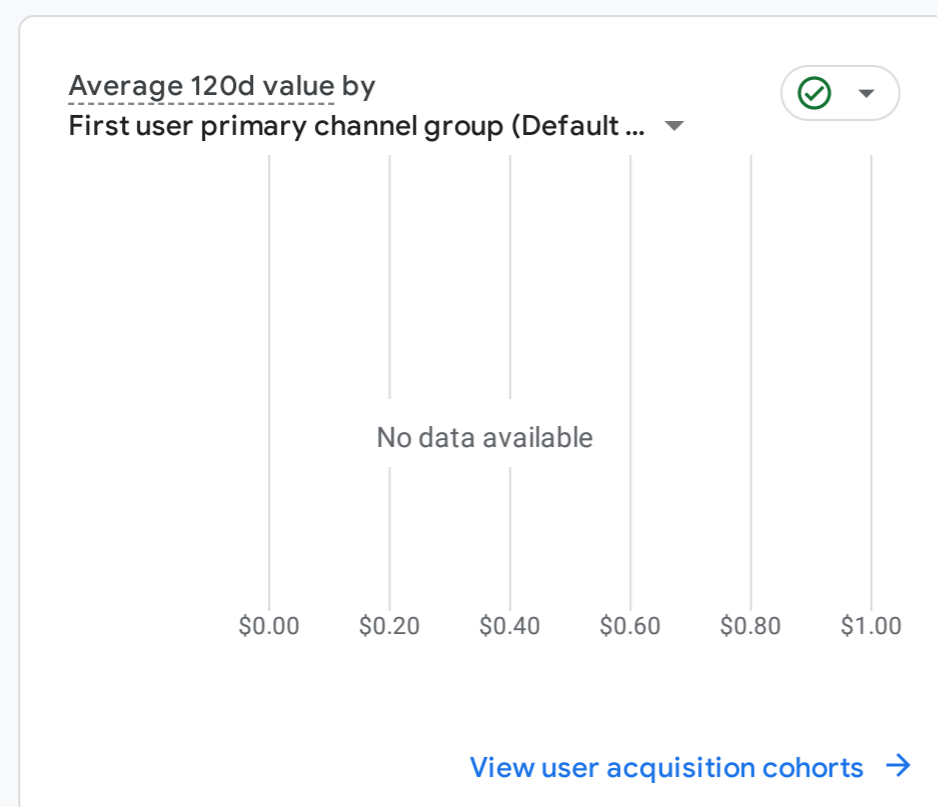 Average 120d value by
First user primary channel group (Default ...
No data available
$0.00 $0.20 $0.40 $0.60 $0.80 $1.00
View user acquisition cohorts